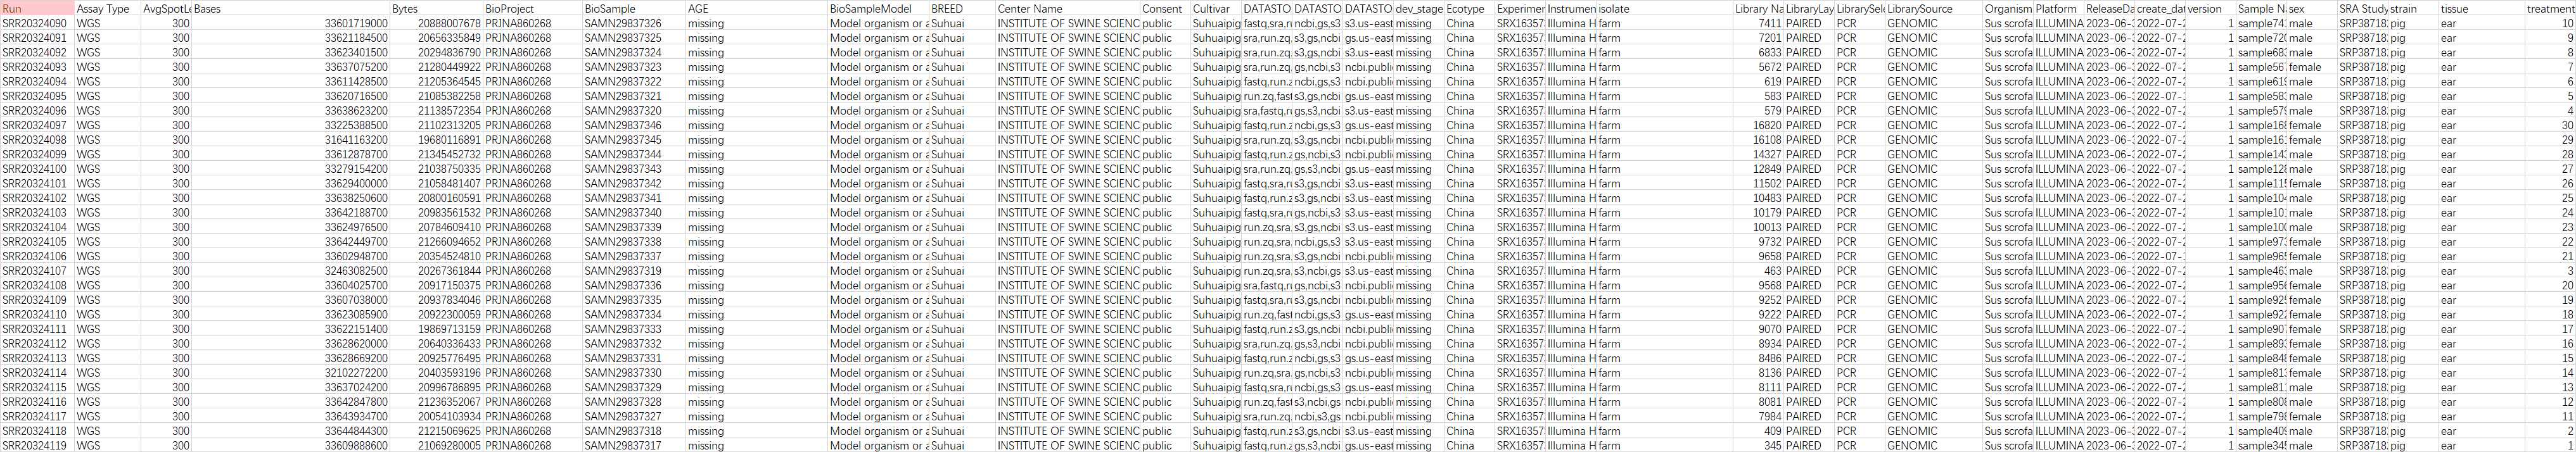 Run Assay Type AvgSpotLe Bases Bytes BioProject BioSample AGE BioSampleModel BREED Center Name Consent Cultivar DATASTO DATASTO DATASTO dev_stage Ecotype Experimer Instrumen isolate Library Na LibraryLay LibrarySele LibrarySource Organism Platform ReleaseDa create_dat version Sample Na sex SRA Study strain tissue treatment
SRR20324090 WGS 300 33601719000 20888007678 PRJNA860268 SAMN29837326 missing Model organism or a Suhuai INSTITUTE OF SWINE SCIENC public Suhuaipig fastq,sra,ri ncbi,gs,s3 s3.us-east missing China SRX16357 Illumina H farm 7411 PAIRED PCR GENOMIC Sus scrofa ILLUMINA 2023-06- 2022-07-2 1 sample74 male SRP38718 pig ear 10
SRR20324091 WGS 300 33621184500 20656335849 PRJNA860268 SAMN29837325 missing Model organism or a Suhuai INSTITUTE OF SWINE SCIENC public Suhuaipig sra,run.zq, s3,gs,ncbi s3.us-east missing China SRX16357 Illumina H farm 7201 PAIRED PCR GENOMIC Sus scrofa ILLUMINA 2023-06- 2022-07-2 1 sample720 male SRP38718 pig ear 9
SRR20324092 WGS 300 33623401500 20294836790 PRJNA860268 SAMN29837324 missing Model organism or a Suhuai INSTITUTE OF SWINE SCIENC public Suhuaipig sra,run.zq, s3,gs,ncbi gs.us-east missing China SRX16357 Illumina H farm 6833 PAIRED PCR GENOMIC Sus scrofa ILLUMINA 2023-06- 2022-07-2 1 sample683 male SRP38718 pig ear 8
SRR20324093 WGS 300 33637075200 21280449922 PRJNA860268 SAMN29837323 missing Model organism or a Suhuai INSTITUTE OF SWINE SCIENC public Suhuaipig sra,run.zq, gs,ncbi,s3 ncbi.publi missing China SRX16357 Illumina H farm 5672 PAIRED PCR GENOMIC Sus scrofa ILLUMINA 2023-06- 2022-07-2 1 sample567 female SRP38718 pig ear 7
SRR20324094 WGS 300 33611428500 21205364545 PRJNA860268 SAMN29837322 missing Model organism or a Suhuai INSTITUTE OF SWINE SCIENC public Suhuaipig fastq,run.z ncbi,gs,s3 ncbi.publi missing China SRX16357 Illumina H farm 619 PAIRED PCR GENOMIC Sus scrofa ILLUMINA 2023-06- 2022-07-2 1 sample619 male SRP38718 pig ear 6
SRR20324095 WGS 300 33620716500 21085382258 PRJNA860268 SAMN29837321 missing Model organism or a Suhuai INSTITUTE OF SWINE SCIENC public Suhuaipig run.zq,fast s3,gs,ncbi gs.us-east missing China SRX16357 Illumina H farm 583 PAIRED PCR GENOMIC Sus scrofa ILLUMINA 2023-06- 2022-07-1 1 sample583 male SRP38718 pig ear 5
SRR20324096 WGS 300 33638623200 21138572354 PRJNA860268 SAMN29837320 missing Model organism or a Suhuai INSTITUTE OF SWINE SCIENC public Suhuaipig sra,fastq,ri gs,s3,ncbi s3.us-east missing China SRX16357 Illumina H farm 579 PAIRED PCR GENOMIC Sus scrofa ILLUMINA 2023-06- 2022-07-2 1 sample579 male SRP38718 pig ear 4
SRR20324097 WGS 300 33225388500 21102313205 PRJNA860268 SAMN29837346 missing Model organism or a Suhuai INSTITUTE OF SWINE SCIENC public Suhuaipig fastq,run.z ncbi,gs,s3 gs.us-east missing China SRX16357 Illumina H farm 16820 PAIRED PCR GENOMIC Sus scrofa ILLUMINA 2023-06- 2022-07-2 1 sample168 female SRP38718 pig ear 30
SRR20324098 WGS 300 31641163200 19680116891 PRJNA860268 SAMN29837345 missing Model organism or a Suhuai INSTITUTE OF SWINE SCIENC public Suhuaipig sra,run.zq, gs,s3,ncbi s3.us-east missing China SRX16357 Illumina H farm 16108 PAIRED PCR GENOMIC Sus scrofa ILLUMINA 2023-06- 2022-07-2 1 sample16 female SRP38718 pig ear 29
SRR20324099 WGS 300 33612878700 21345452732 PRJNA860268 SAMN29837344 missing Model organism or a Suhuai INSTITUTE OF SWINE SCIENC public Suhuaipig fastq,run.z gs,ncbi,s3 ncbi.publi missing China SRX16357 Illumina H farm 14327 PAIRED PCR GENOMIC Sus scrofa ILLUMINA 2023-06- 2022-07-2 1 sample143 male SRP38718 pig ear 28
SRR20324100 WGS 300 33279154200 21038750335 PRJNA860268 SAMN29837343 missing Model organism or a Suhuai INSTITUTE OF SWINE SCIENC public Suhuaipig sra,run.zq, gs,s3,ncbi gs.us-east missing China SRX16357 Illumina H farm 12849 PAIRED PCR GENOMIC Sus scrofa ILLUMINA 2023-06- 2022-07-2 1 sample128 male SRP38718 pig ear 27
SRR20324101 WGS 300 33629400000 21058481407 PRJNA860268 SAMN29837342 missing Model organism or a Suhuai INSTITUTE OF SWINE SCIENC public Suhuaipig fastq,sra,ri s3,gs,ncbi s3.us-east missing China SRX16357 Illumina H farm 11502 PAIRED PCR GENOMIC Sus scrofa ILLUMINA 2023-06- 2022-07-2 1 sample115 female SRP38718 pig ear 26
SRR20324102 WGS 300 33638250600 20800160591 PRJNA860268 SAMN29837341 missing Model organism or a Suhuai INSTITUTE OF SWINE SCIENC public Suhuaipig run.zq,sra, gs,s3,ncbi s3.us-east missing China SRX16357 Illumina H farm 10483 PAIRED PCR GENOMIC Sus scrofa ILLUMINA 2023-06- 2022-07-2 1 sample104 male SRP38718 pig ear 25
SRR20324103 WGS 300 33642188700 20983561532 PRJNA860268 SAMN29837340 missing Model organism or a Suhuai INSTITUTE OF SWINE SCIENC public Suhuaipig fastq,sra,ri gs,ncbi,s3 s3.us-east missing China SRX16357 Illumina H farm 10179 PAIRED PCR GENOMIC Sus scrofa ILLUMINA 2023-06- 2022-07-2 1 sample101 male SRP38718 pig ear 24
SRR20324104 WGS 300 33624976500 20784609410 PRJNA860268 SAMN29837339 missing Model organism or a Suhuai INSTITUTE OF SWINE SCIENC public Suhuaipig run.zq,sra, gs,s3,ncbi ncbi.publi missing China SRX16357 Illumina H farm 10013 PAIRED PCR GENOMIC Sus scrofa ILLUMINA 2023-06- 2022-07-2 1 sample100 male SRP38718 pig ear 23
SRR20324105 WGS 300 33642449700 21266094652 PRJNA860268 SAMN29837338 missing Model organism or a Suhuai INSTITUTE OF SWINE SCIENC public Suhuaipig run.zq,sra, ncbi,gs,s3 s3.us-east missing China SRX16357 Illumina H farm 9732 PAIRED PCR GENOMIC Sus scrofa ILLUMINA 2023-06- 2022-07-2 1 sample973 female SRP38718 pig ear 22
SRR20324106 WGS 300 33602948700 20354524810 PRJNA860268 SAMN29837337 missing Model organism or a Suhuai INSTITUTE OF SWINE SCIENC public Suhuaipig run.zq,sra, ncbi,gs,s3 gs.us-east missing China SRX16357 Illumina H farm 9658 PAIRED PCR GENOMIC Sus scrofa ILLUMINA 2023-06- 2022-07-1 1 sample965 female SRP38718 pig ear 21
SRR20324107 WGS 300 32463082500 20267361844 PRJNA860268 SAMN29837319 missing Model organism or a Suhuai INSTITUTE OF SWINE SCIENC public Suhuaipig run.zq,sra, s3,ncbi,gs s3.us-east missing China SRX16357 Illumina H farm 463 PAIRED PCR GENOMIC Sus scrofa ILLUMINA 2023-06- 2022-07-2 1 sample463 male SRP38718 pig ear 3
SRR20324108 WGS 300 33604025700 20917150375 PRJNA860268 SAMN29837336 missing Model organism or a Suhuai INSTITUTE OF SWINE SCIENC public Suhuaipig sra,fastq,ri gs,ncbi,s3 gs.us-east missing China SRX16357 Illumina H farm 9568 PAIRED PCR GENOMIC Sus scrofa ILLUMINA 2023-06- 2022-07-2 1 sample956 female SRP38718 pig ear 20
SRR20324109 WGS 300 33607038000 20937834046 PRJNA860268 SAMN29837335 missing Model organism or a Suhuai INSTITUTE OF SWINE SCIENC public Suhuaipig fastq,sra,ri s3,gs,ncbi ncbi.publi missing China SRX16357 Illumina H farm 9252 PAIRED PCR GENOMIC Sus scrofa ILLUMINA 2023-06- 2022-07-2 1 sample925 female SRP38718 pig ear 19
SRR20324110 WGS 300 33623085900 20922300059 PRJNA860268 SAMN29837334 missing Model organism or a Suhuai INSTITUTE OF SWINE SCIENC public Suhuaipig run.zq,fast gs,s3,ncbi gs.us-east missing China SRX16357 Illumina H farm 9222 PAIRED PCR GENOMIC Sus scrofa ILLUMINA 2023-06- 2022-07-2 1 sample922 female SRP38718 pig ear 18
SRR20324111 WGS 300 33622151400 19869713159 PRJNA860268 SAMN29837333 missing Model organism or a Suhuai INSTITUTE OF SWINE SCIENC public Suhuaipig fastq,run.z s3,gs,ncbi ncbi.publi missing China SRX16357 Illumina H farm 9070 PAIRED PCR GENOMIC Sus scrofa ILLUMINA 2023-06- 2022-07-2 1 sample907 male SRP38718 pig ear 17
SRR20324112 WGS 300 33628620000 20640336433 PRJNA860268 SAMN29837332 missing Model organism or a Suhuai INSTITUTE OF SWINE SCIENC public Suhuaipig sra,run.zq, gs,ncbi,s3 gs.us-east missing China SRX16357 Illumina H farm 8934 PAIRED PCR GENOMIC Sus scrofa ILLUMINA 2023-06- 2022-07-2 1 sample893 female SRP38718 pig ear 16
SRR20324113 WGS 300 33628669200 20925776495 PRJNA860268 SAMN29837331 missing Model organism or a Suhuai INSTITUTE OF SWINE SCIENC public Suhuaipig fastq,run.z ncbi,gs,s3 gs.us-east missing China SRX16357 Illumina H farm 8486 PAIRED PCR GENOMIC Sus scrofa ILLUMINA 2023-06- 2022-07-2 1 sample848 female SRP38718 pig ear 15
SRR20324114 WGS 300 32102272200 20403593196 PRJNA860268 SAMN29837330 missing Model organism or a Suhuai INSTITUTE OF SWINE SCIENC public Suhuaipig run.zq,sra, gs,s3,ncbi gs.us-east missing China SRX16357 Illumina H farm 8136 PAIRED PCR GENOMIC Sus scrofa ILLUMINA 2023-06- 2022-07-2 1 sample813 female SRP38718 pig ear 14
SRR20324115 WGS 300 33637024200 20996786895 PRJNA860268 SAMN29837329 missing Model organism or a Suhuai INSTITUTE OF SWINE SCIENC public Suhuaipig fastq,sra,ri ncbi,gs,s3 gs.us-east missing China SRX16357 Illumina H farm 8111 PAIRED PCR GENOMIC Sus scrofa ILLUMINA 2023-06- 2022-07-2 1 sample811 male SRP38718 pig ear 13
SRR20324116 WGS 300 33642847800 21236352067 PRJNA860268 SAMN29837328 missing Model organism or a Suhuai INSTITUTE OF SWINE SCIENC public Suhuaipig run.zq,fast s3,ncbi,gs ncbi.publi missing China SRX16357 Illumina H farm 8081 PAIRED PCR GENOMIC Sus scrofa ILLUMINA 2023-06- 2022-07-2 1 sample808 male SRP38718 pig ear 12
SRR20324117 WGS 300 33643934700 20054103934 PRJNA860268 SAMN29837327 missing Model organism or a Suhuai INSTITUTE OF SWINE SCIENC public Suhuaipig sra,run.zq, ncbi,s3,gs ncbi.publi missing China SRX16357 Illumina H farm 7984 PAIRED PCR GENOMIC Sus scrofa ILLUMINA 2023-06- 2022-07-2 1 sample798 female SRP38718 pig ear 11
SRR20324118 WGS 300 33644844300 21215069625 PRJNA860268 SAMN29837318 missing Model organism or a Suhuai INSTITUTE OF SWINE SCIENC public Suhuaipig fastq,run.z gs,s3,ncbi gs.us-east missing China SRX16357 Illumina H farm 409 PAIRED PCR GENOMIC Sus scrofa ILLUMINA 2023-06- 2022-07-2 1 sample409 male SRP38718 pig ear 2
SRR20324119 WGS 300 33609888600 21069280005 PRJNA860268 SAMN29837317 missing Model organism or a Suhuai INSTITUTE OF SWINE SCIENC public Suhuaipig fastq,run.z gs,s3,ncbi ncbi.publi missing China SRX16357 Illumina H farm 345 PAIRED PCR GENOMIC Sus scrofa ILLUMINA 2023-06- 2022-07-2 1 sample345 male SRP38718 pig ear 1